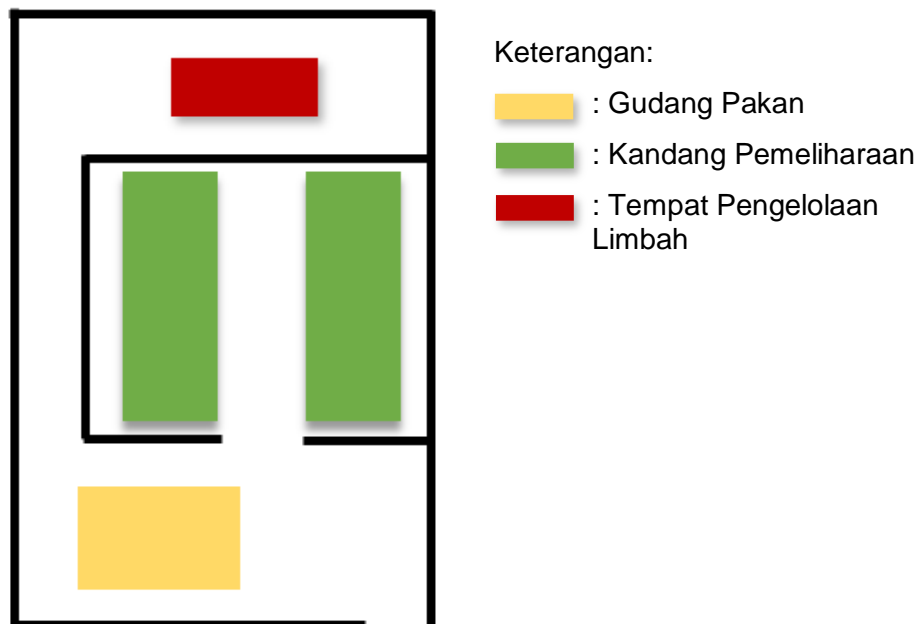 Keterangan:
: Gudang Pakan
: Kandang Pemeliharaan
: Tempat Pengelolaan
Limbah